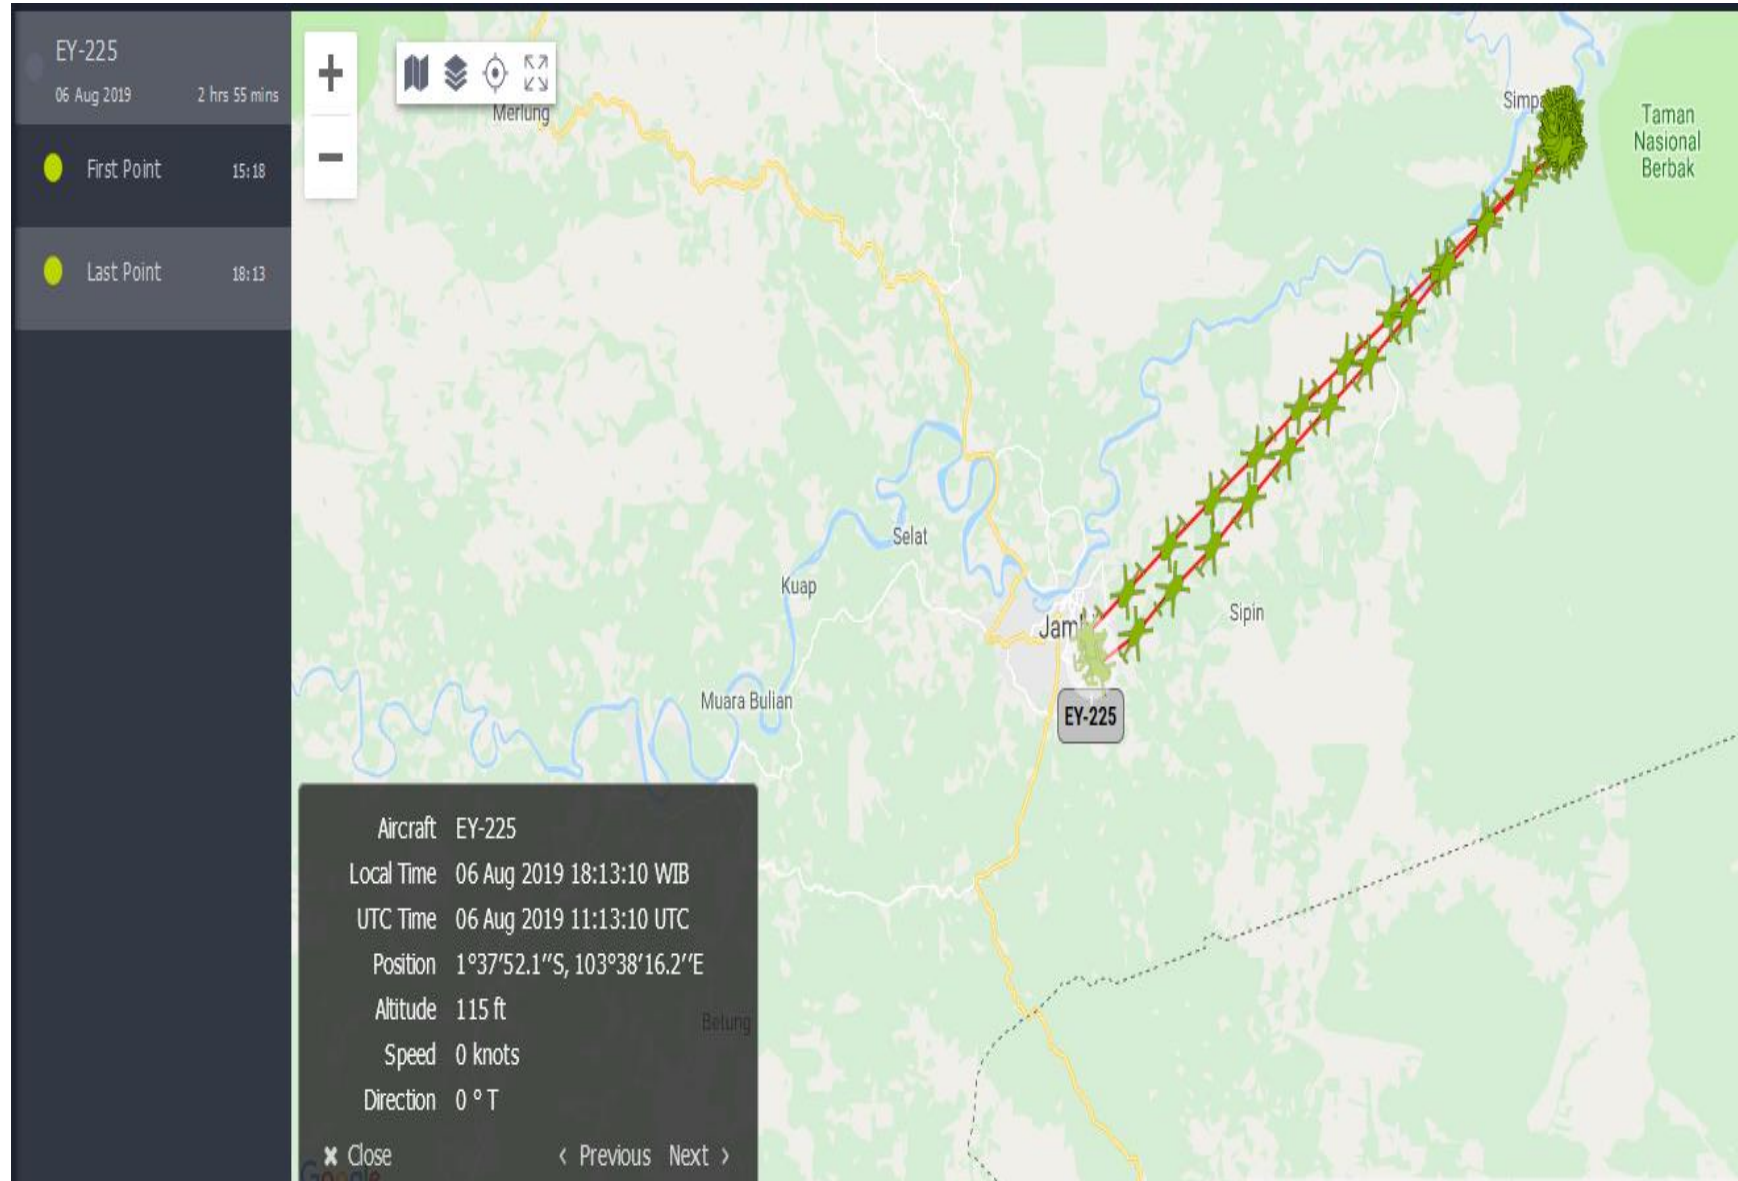 EY-225
06 Aug 2019 2 hrs 55 mins
First Point 15:18
Last Point 18:13
+
−
Merlung
Taman
Nasional
Berbak
Selat
Kuap
Sipin
Muara Bulian
EY-225
Aircraft EY-225
Local Time 06 Aug 2019 18:13:10 WIB
UTC Time 06 Aug 2019 11:13:10 UTC
Position 1°37'52.1''S, 103°38'16.2''E
Altitude 115 ft
Betung
Speed 0 knots
Direction 0 ° T
✖ Close ‹ Previous Next ›
Google